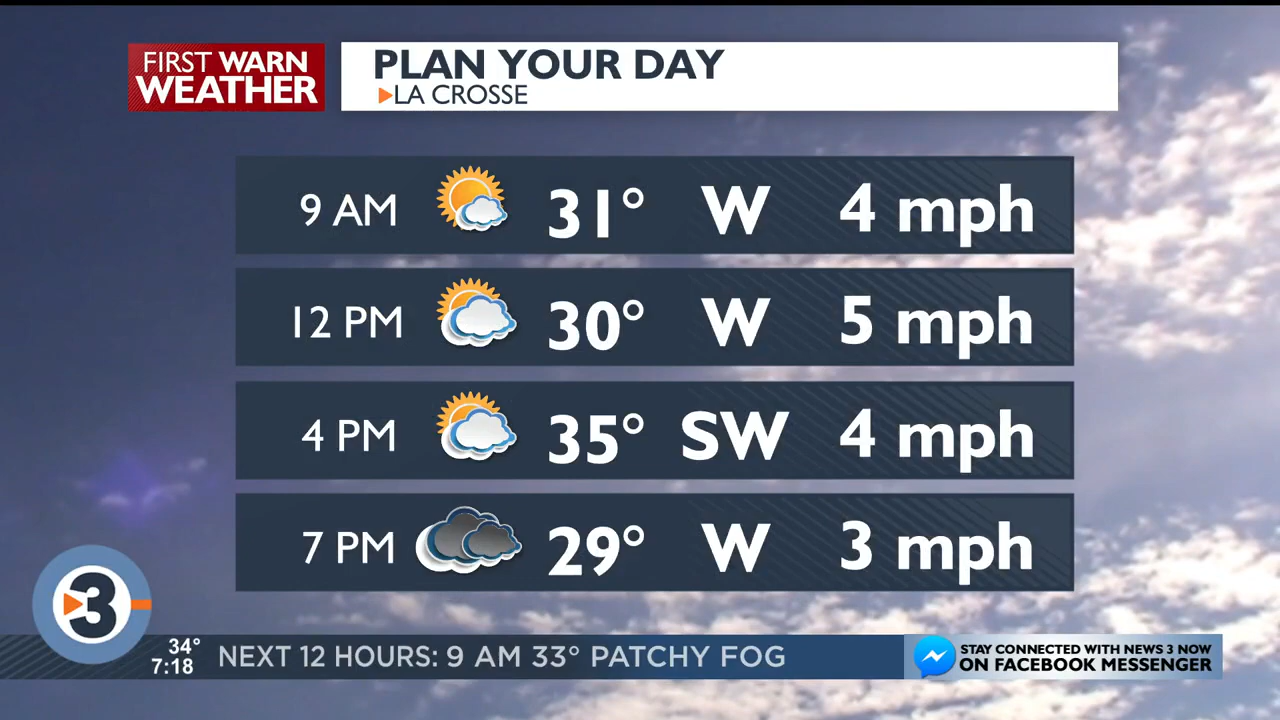 FIRST WARN
WEATHER
PLAN YOUR DAY
LA CROSSE
9 AM 31° W 4 mph
12 PM 30° W 5 mph
4 PM 35° SW 4 mph
7 PM 29° W 3 mph
3
34°
7:18
NEXT 12 HOURS: 9 AM 33° PATCHY FOG
STAY CONNECTED WITH NEWS 3 NOW
ON FACEBOOK MESSENGER